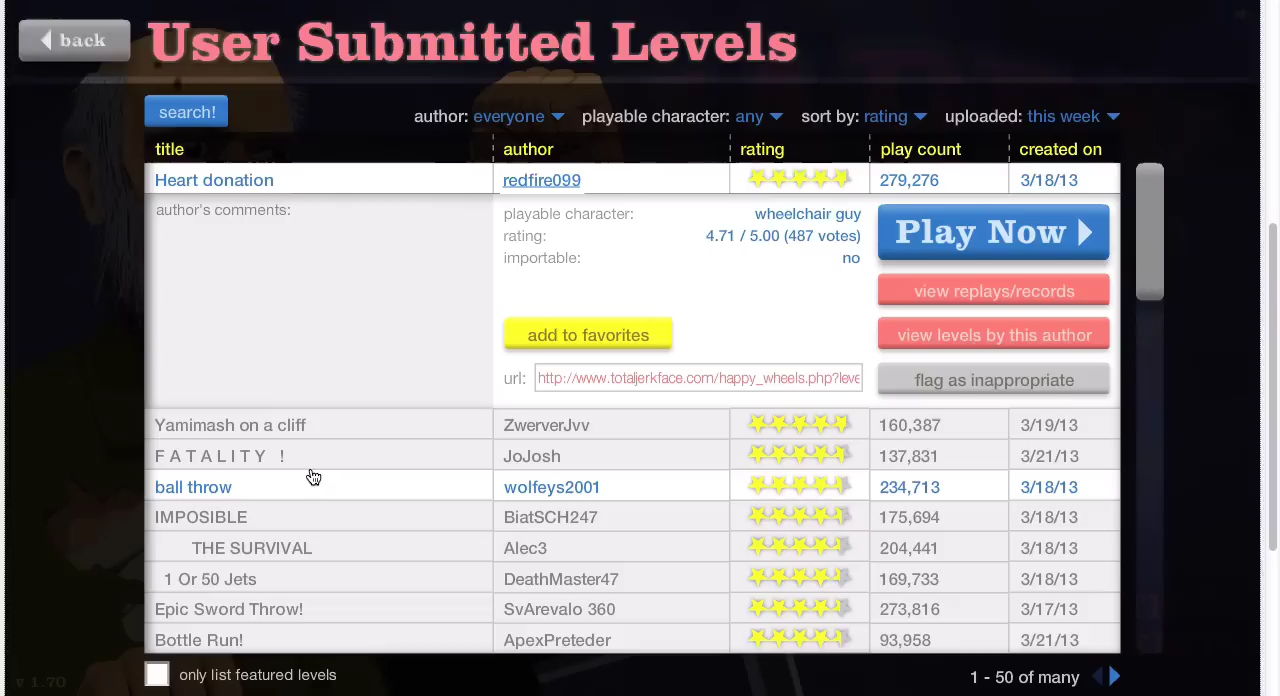 back
User Submitted Levels
search!
author: everyone playable character: any sort by: rating uploaded: this week
title author rating play count created on
Heart donation redfire099 279,276 3/18/13
author's comments:
playable character: wheelchair guy
rating: 4.71 / 5.00 (487 votes)
importable: no
Play Now
view replays/records
add to favorites
view levels by this author
url: http://www.totaljerkface.com/happy_wheels.php?leve
flag as inappropriate
Yamimash on a cliff ZwerverJvv 160,387 3/19/13
F A T A L I T Y ! JoJosh 137,831 3/21/13
ball throw wolfeys2001 234,713 3/18/13
IMPOSIBLE BiatSCH247 175,694 3/18/13
THE SURVIVAL Alec3 204,441 3/18/13
1 Or 50 Jets DeathMaster47 169,733 3/18/13
Epic Sword Throw! SvArevalo 360 273,816 3/17/13
Bottle Run! ApexPreteder 93,958 3/21/13
only list featured levels
1 - 50 of many
v 1.70